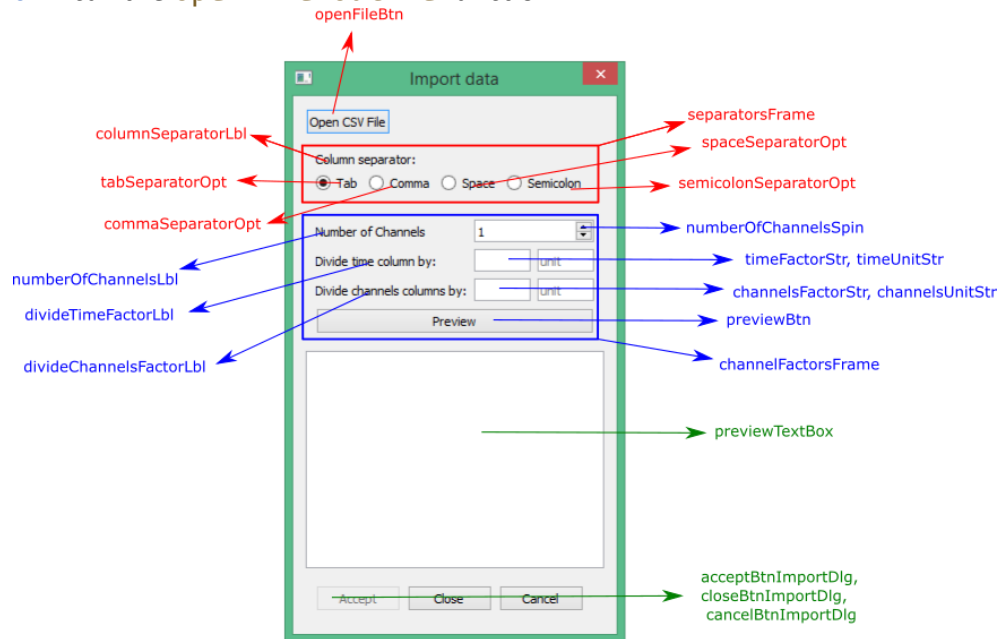 openFileBtn
Import data
Open CSV File
separatorsFrame
columnSeparatorLbl
spaceSeparatorOpt
Column separator:
tabSeparatorOpt
Tab Comma Space Semicolon
semicolonSeparatorOpt
commaSeparatorOpt
Number of Channels 1
numberOfChannelsSpin
numberOfChannelsLbl
Divide time column by: unit
timeFactorStr, timeUnitStr
Divide channels columns by: unit
channelsFactorStr, channelsUnitStr
divideTimeFactorLbl
Preview
previewBtn
divideChannelsFactorLbl
channelFactorsFrame
previewTextBox
Accept Close Cancel
acceptBtnImportDlg,
closeBtnImportDlg,
cancelBtnImportDlg